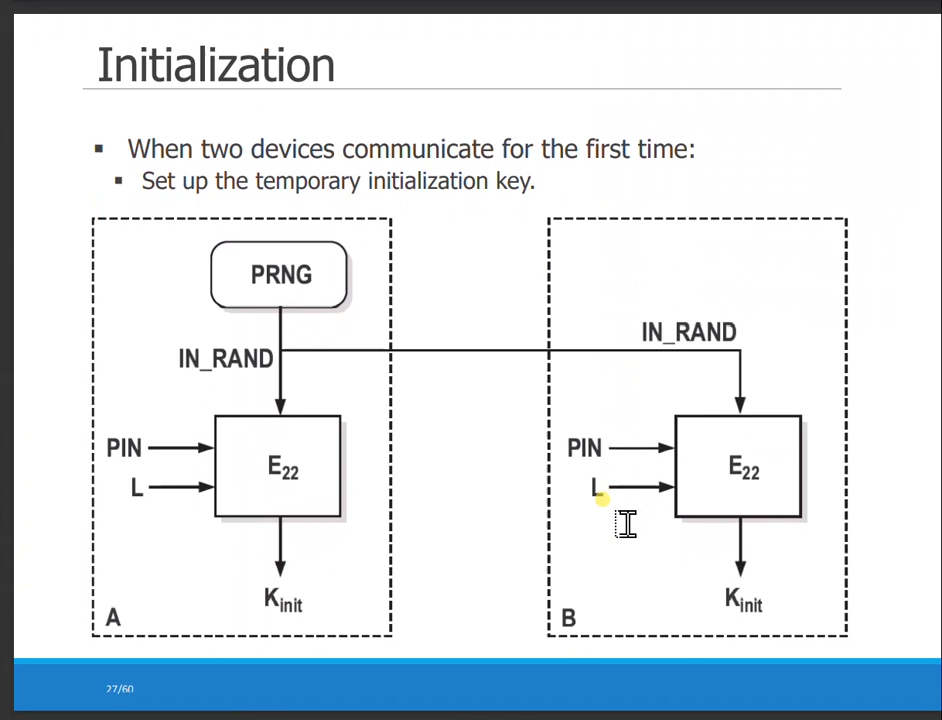 Initialization
When two devices communicate for the first time:
Set up the temporary initialization key.
PRNG
IN_RAND
IN_RAND
PIN
L
E22
PIN
L
E22
Kinit
Kinit
A
B
27/60